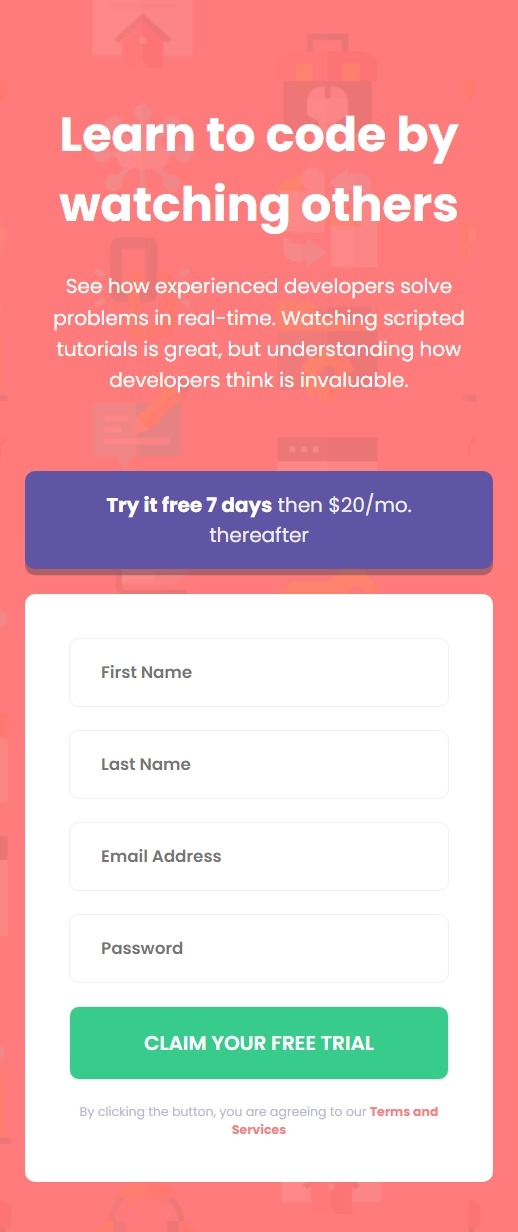 Learn to code by
watching others
See how experienced developers solve
problems in real-time. Watching scripted
tutorials is great, but understanding how
developers think is invaluable.
Try it free 7 days then $20/mo.
thereafter
First Name
Last Name
Email Address
Password
CLAIM YOUR FREE TRIAL
By clicking the button, you are agreeing to our Terms and
Services